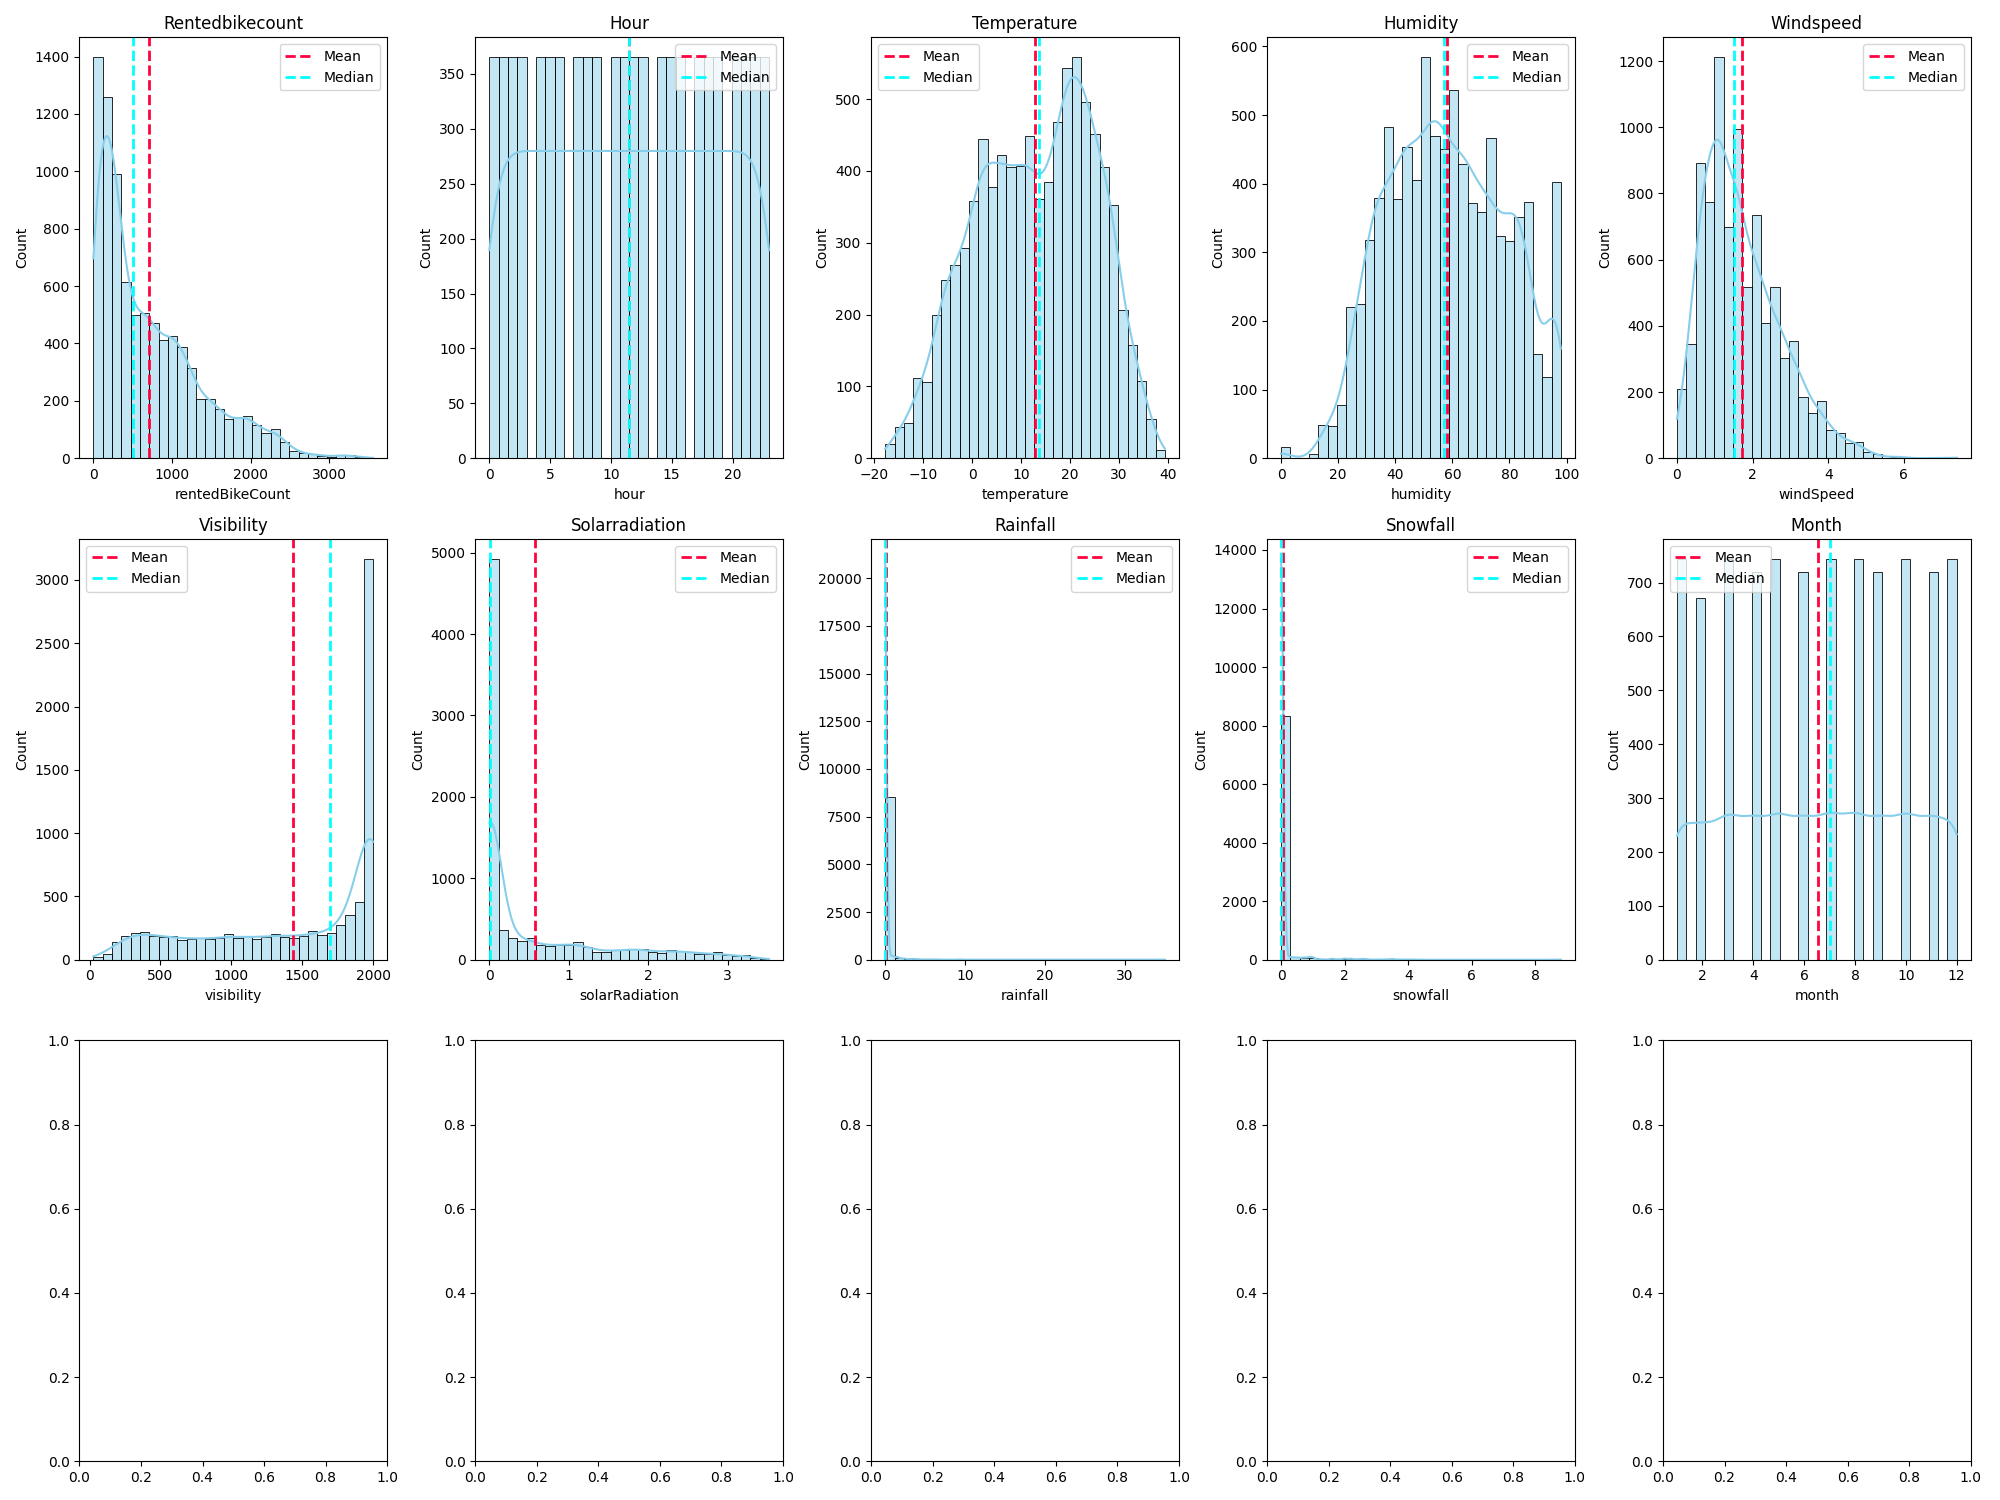 Rentedbikecount
Hour
Temperature
Humidity
Windspeed
Mean
Median
Mean
Median
Mean
Median
Mean
Median
Mean
Median
1400
1200
1000
800
600
400
200
0
350
300
250
200
150
100
50
0
500
400
300
200
100
0
600
500
400
300
200
100
0
1200
1000
800
600
400
200
0
Count
Count
Count
Count
Count
0 1000 2000 3000
0 5 10 15 20
−20 −10 0 10 20 30 40
0 20 40 60 80 100
0 2 4 6
rentedBikeCount
hour
temperature
humidity
windSpeed
Visibility
Solarradiation
Rainfall
Snowfall
Month
Mean
Median
Mean
Median
Mean
Median
Mean
Median
Mean
Median
3000
2500
2000
1500
1000
500
0
5000
4000
3000
2000
1000
0
20000
17500
15000
12500
10000
7500
5000
2500
0
14000
12000
10000
8000
6000
4000
2000
0
700
600
500
400
300
200
100
0
Count
Count
Count
Count
Count
0 500 1000 1500 2000
0 1 2 3
0 10 20 30
0 2 4 6 8
2 4 6 8 10 12
visibility
solarRadiation
rainfall
snowfall
month
1.0
0.8
0.6
0.4
0.2
0.0
1.0
0.8
0.6
0.4
0.2
0.0
1.0
0.8
0.6
0.4
0.2
0.0
1.0
0.8
0.6
0.4
0.2
0.0
1.0
0.8
0.6
0.4
0.2
0.0
0.0 0.2 0.4 0.6 0.8 1.0
0.0 0.2 0.4 0.6 0.8 1.0
0.0 0.2 0.4 0.6 0.8 1.0
0.0 0.2 0.4 0.6 0.8 1.0
0.0 0.2 0.4 0.6 0.8 1.0